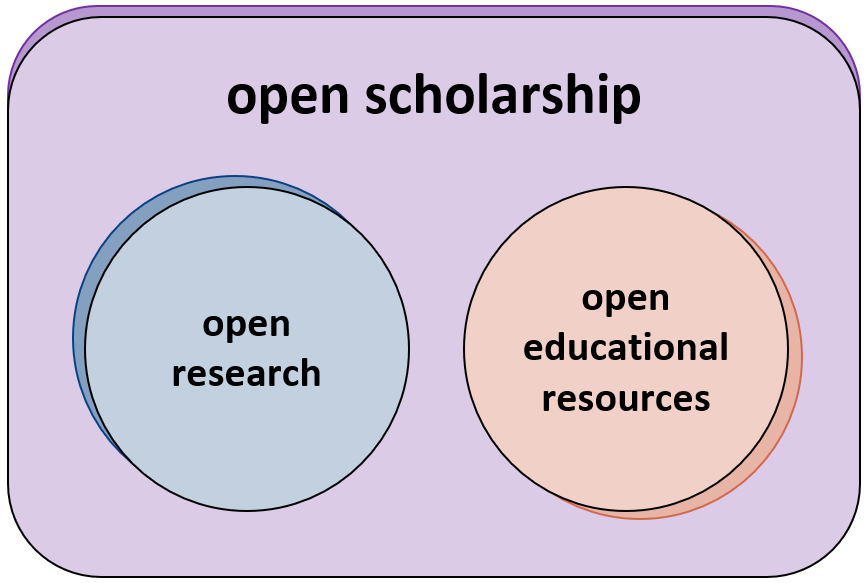 open scholarship
open
research
open
educational
resources